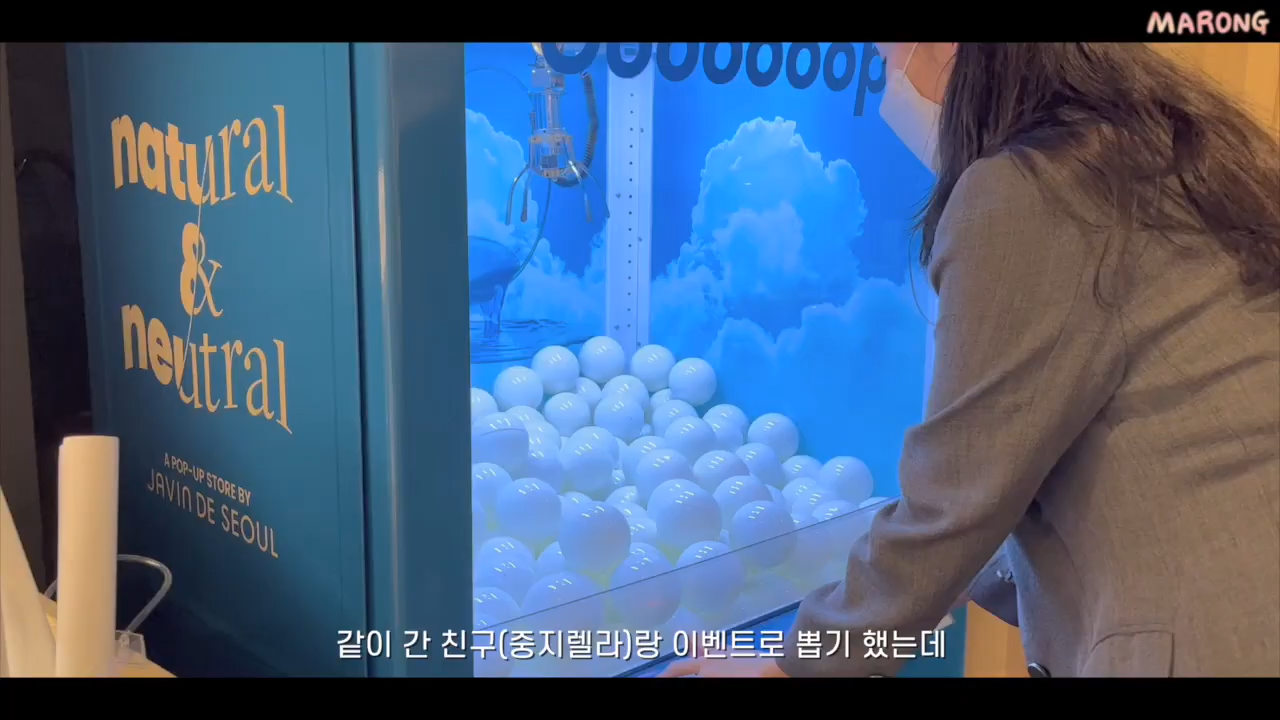 MARONG
natural
&
neutral
A POP-UP STORE BY
JAVIN DE SEOUL
같이 간 친구(중지렐라)랑 이벤트로 뽑기 했는데